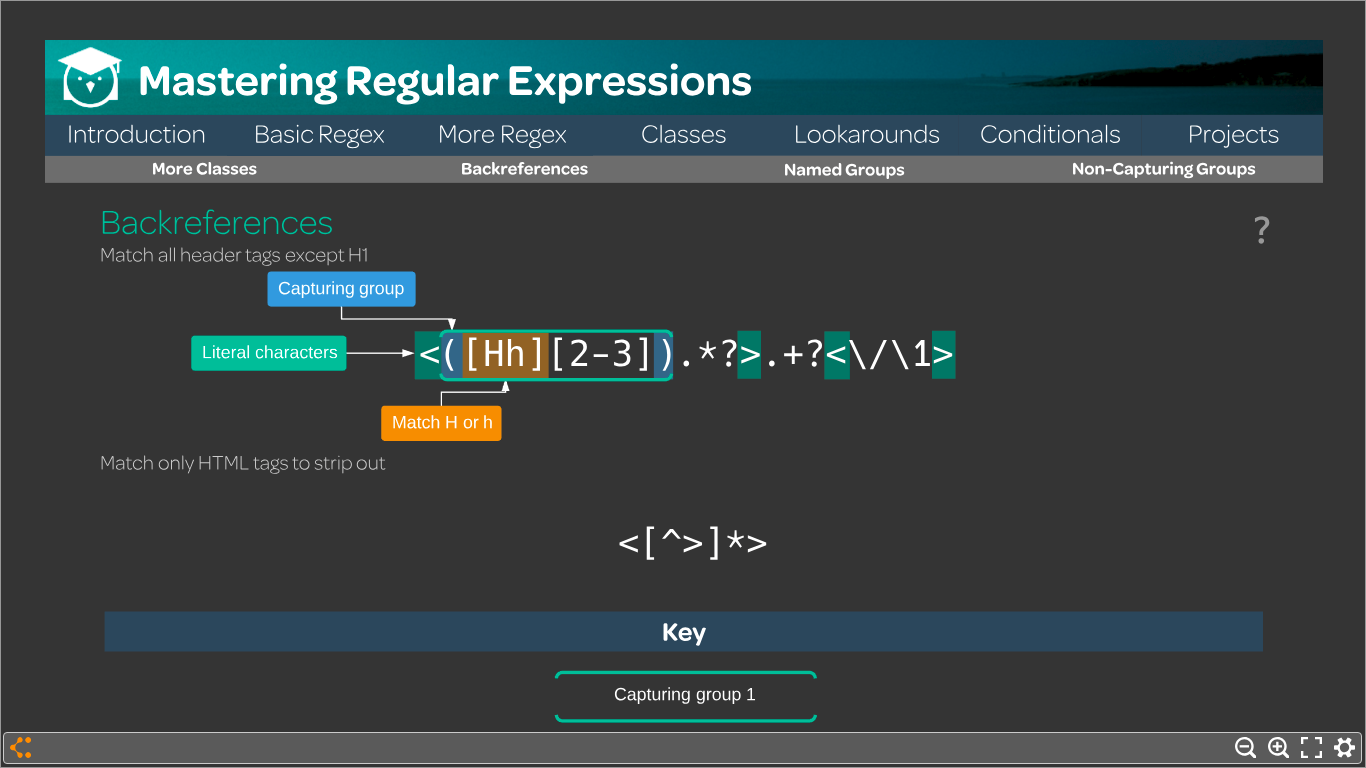 Mastering Regular Expressions
Introduction Basic Regex More Regex Classes Lookarounds Conditionals Projects
More Classes Backreferences Named Groups Non-Capturing Groups
Backreferences
?
Match all header tags except H1
Capturing group
Literal characters
<([Hh][2-3]).*?>.+?<\/\1>
Match H or h
Match only HTML tags to strip out
<[^>]*>
Key
Capturing group 1